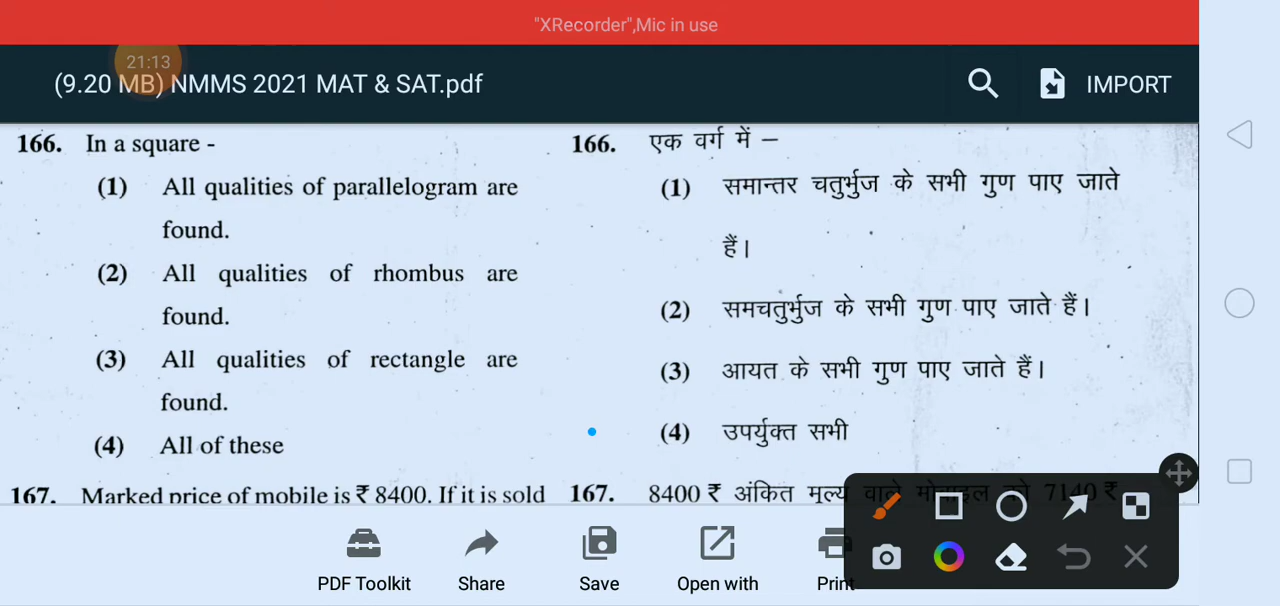 "XRecorder",Mic in use
21:13
(9.20 MB) NMMS 2021 MAT & SAT.pdf
IMPORT
166. In a square -
(1) All qualities of parallelogram are
found.
(2) All qualities of rhombus are
found.
(3) All qualities of rectangle are
found.
(4) All of these
167. Marked price of mobile is ₹ 8400. If it is sold
166. एक वर्ग में –
(1) समान्तर चतुर्भुज के सभी गुण पाए जाते
हैं।
(2) समचतुर्भुज के सभी गुण पाए जाते हैं।
(3) आयत के सभी गुण पाए जाते हैं।
(4) उपर्युक्त सभी
167. 8400 ₹ अंकित मूल्य वाले मोबाइल को 7140 ₹
PDF Toolkit
Share
Save
Open with
Print